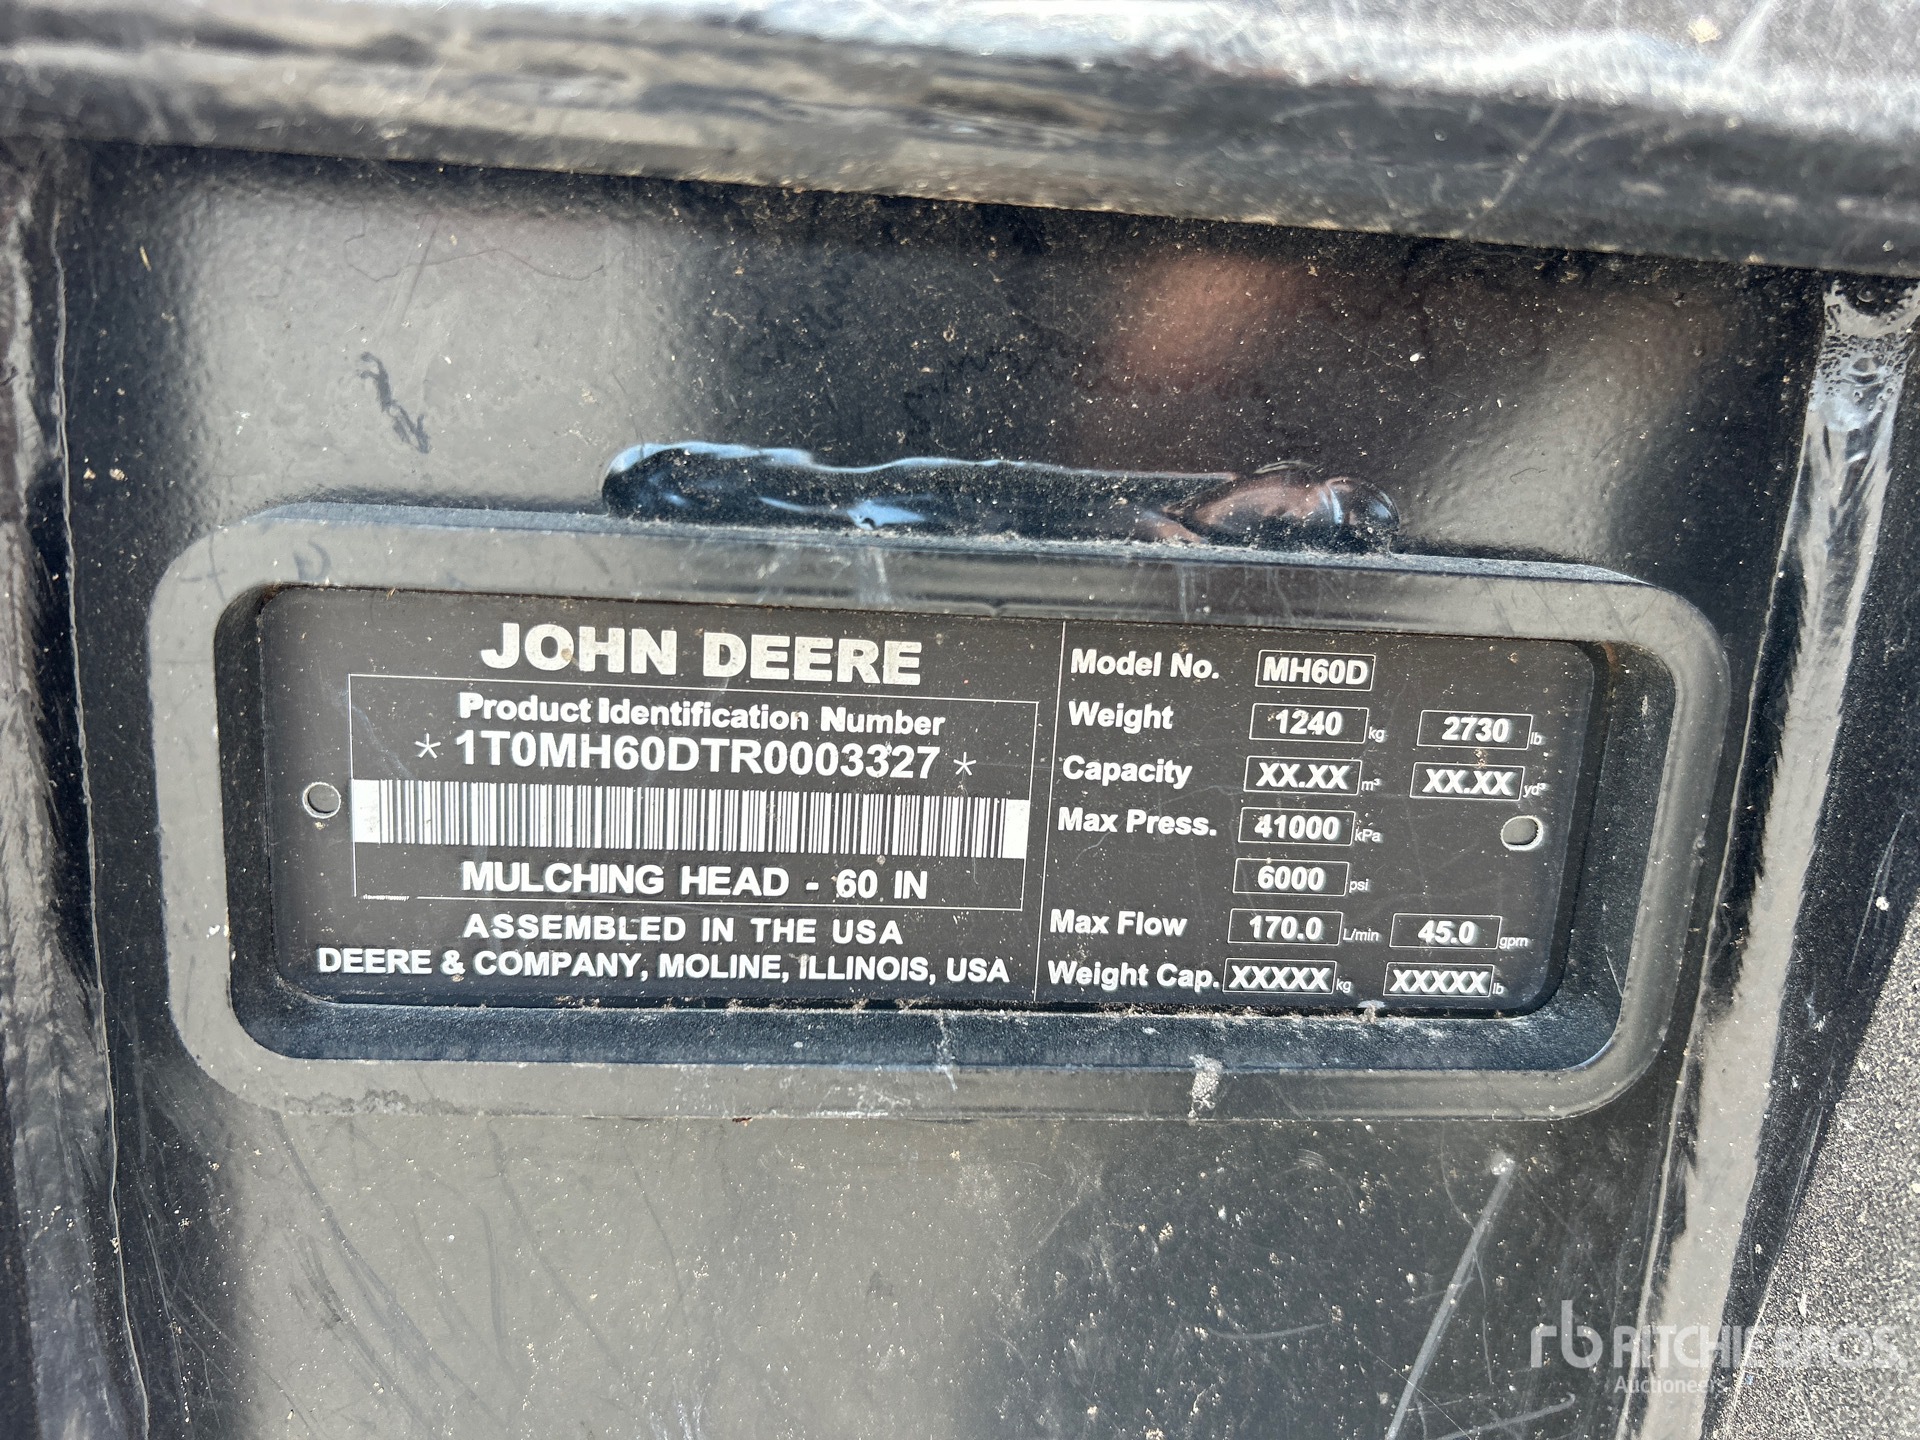 JOHN DEERE
Product Identification Number
* 1T0MH60DTR0003327 *
MULCHING HEAD - 60 IN
ASSEMBLED IN THE USA
DEERE & COMPANY, MOLINE, ILLINOIS, USA
Model No. MH60D
Weight 1240 kg 2730 lb
Capacity XX.XX m³ XX.XX yd³
Max Press. 41000 kPa
6000 psi
Max Flow 170.0 L/min 45.0 gpm
Weight Cap. XXXXX kg XXXXX lb
rb RITCHIE BROS.
Auctioneers